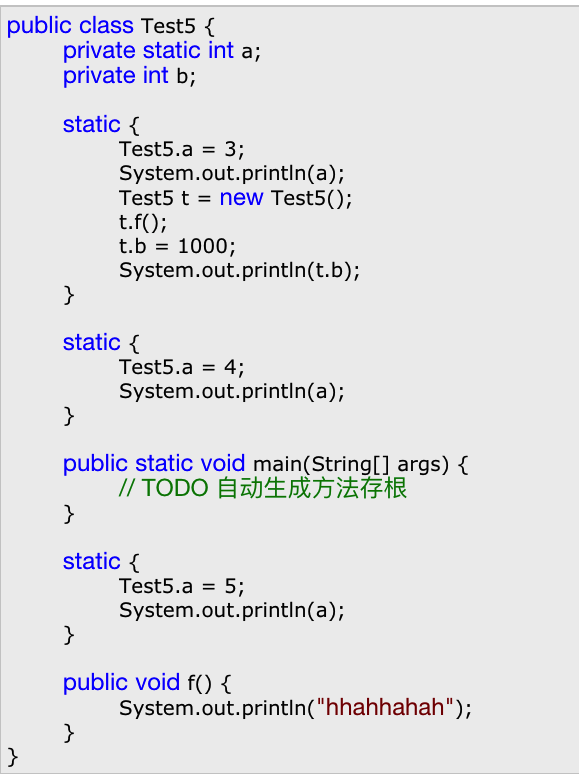 public class Test5 {
private static int a;
private int b;
static {
Test5.a = 3;
System.out.println(a);
Test5 t = new Test5();
t.f();
t.b = 1000;
System.out.println(t.b);
}
static {
Test5.a = 4;
System.out.println(a);
}
public static void main(String[] args) {
// TODO 自动生成方法存根
}
static {
Test5.a = 5;
System.out.println(a);
}
public void f() {
System.out.println("hhahhahah");
}
}